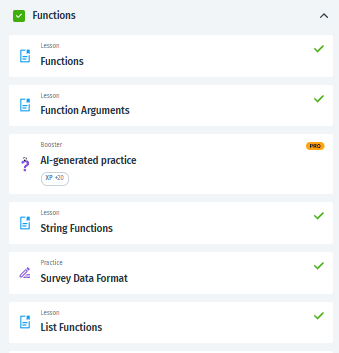 Functions
Lesson
Functions
Lesson
Function Arguments
Booster
PRO
AI-generated practice
XP +20
Lesson
String Functions
Practice
Survey Data Format
Lesson
List Functions